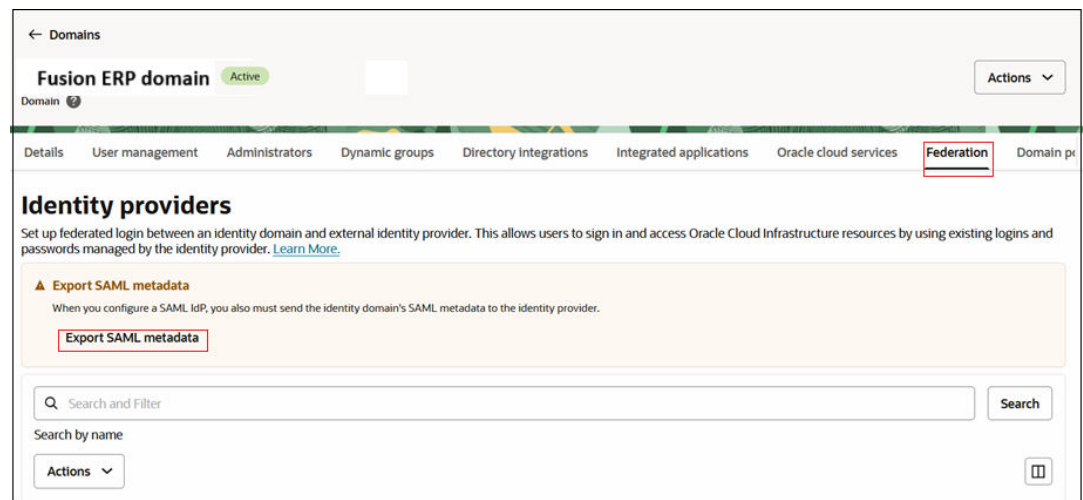 ← Domains
Fusion ERP domain Active
Actions
Domain ?
Details User management Administrators Dynamic groups Directory integrations Integrated applications Oracle cloud services Federation Domain po
Identity providers
Set up federated login between an identity domain and external identity provider. This allows users to sign in and access Oracle Cloud Infrastructure resources by using existing logins and
passwords managed by the identity provider. Learn More.
Export SAML metadata
When you configure a SAML IdP, you also must send the identity domain's SAML metadata to the identity provider.
Export SAML metadata
Search and Filter Search
Search by name
Actions